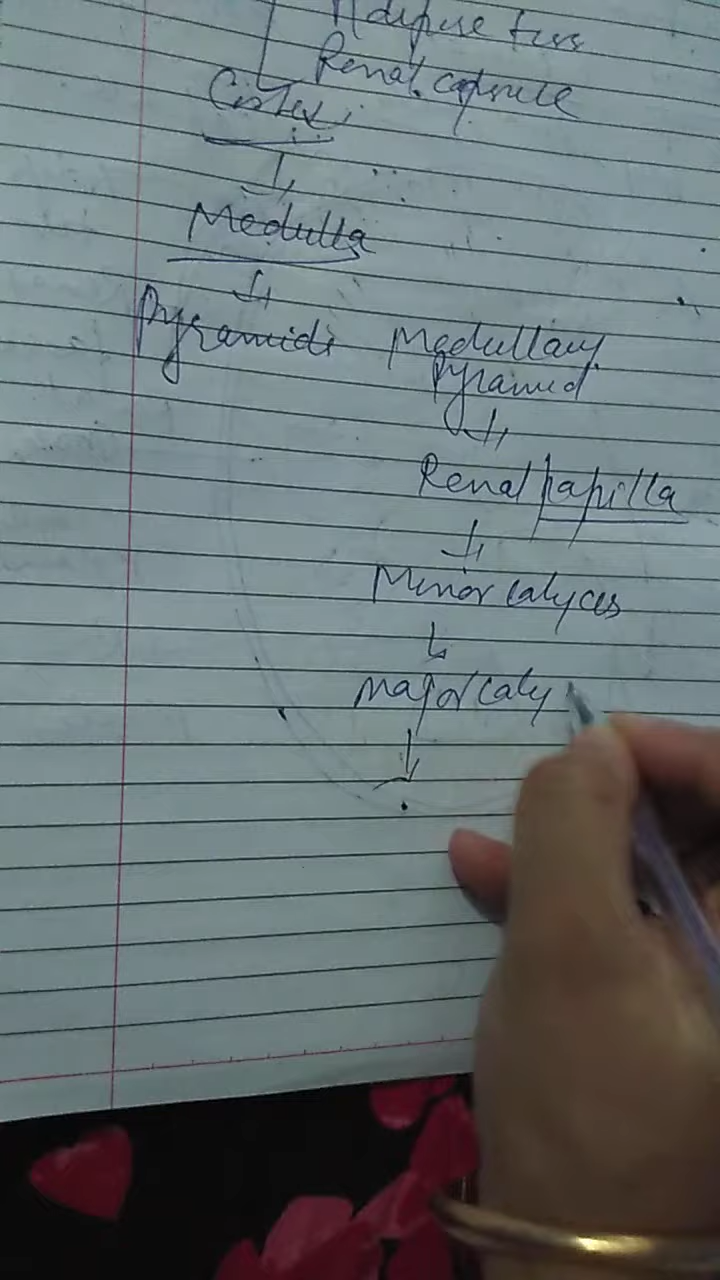 Adipose tiss
Renal capsule
Cortex
Medulla
Pyramids Medullary
Pyramid
Renal papilla
Minor calyces
Major caly